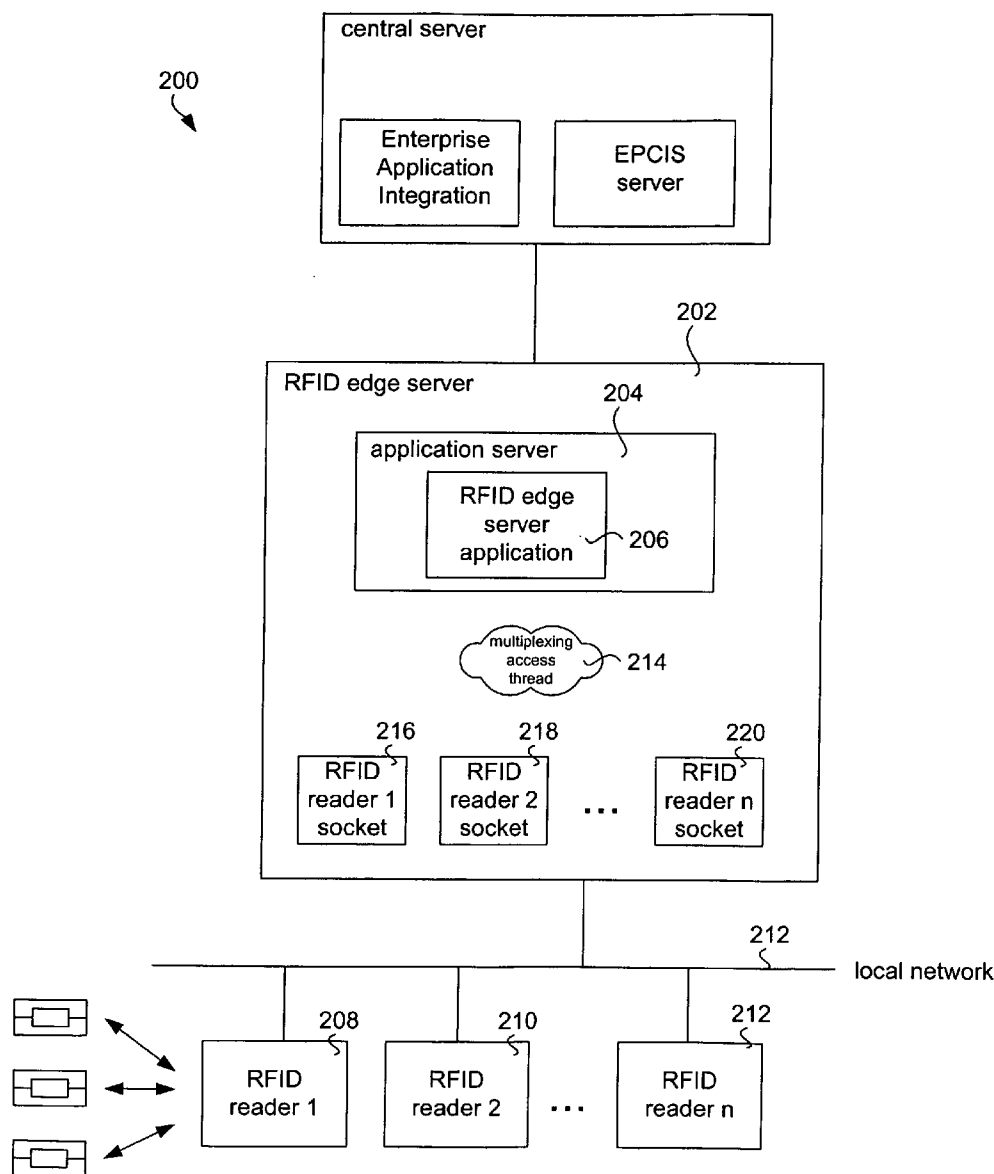 central server
200
Enterprise
Application
Integration
EPCIS
server
202
RFID edge server
204
application server
RFID edge
server
application
206
multiplexing
access
thread
214
216
218
220
RFID
reader 1
socket
RFID
reader 2
socket
...
RFID
reader n
socket
212
local network
208
210
212
RFID
reader 1
RFID
reader 2
...
RFID
reader n